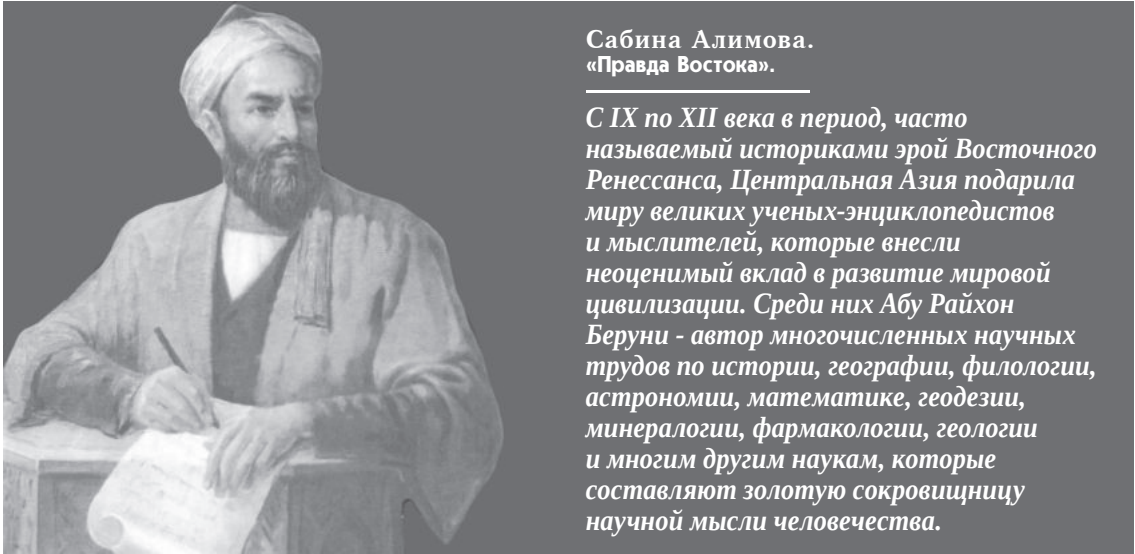 Сабина Алимова.
«Правда Востока».
С IX по XII века в период, часто
называемый историками эрой Восточного
Ренессанса, Центральная Азия подарила
миру великих ученых-энциклопедистов
и мыслителей, которые внесли
неоценимый вклад в развитие мировой
цивилизации. Среди них Абу Райхон
Беруни - автор многочисленных научных
трудов по истории, географии, филологии,
астрономии, математике, геодезии,
минералогии, фармакологии, геологии
и многим другим наукам, которые
составляют золотую сокровищницу
научной мысли человечества.